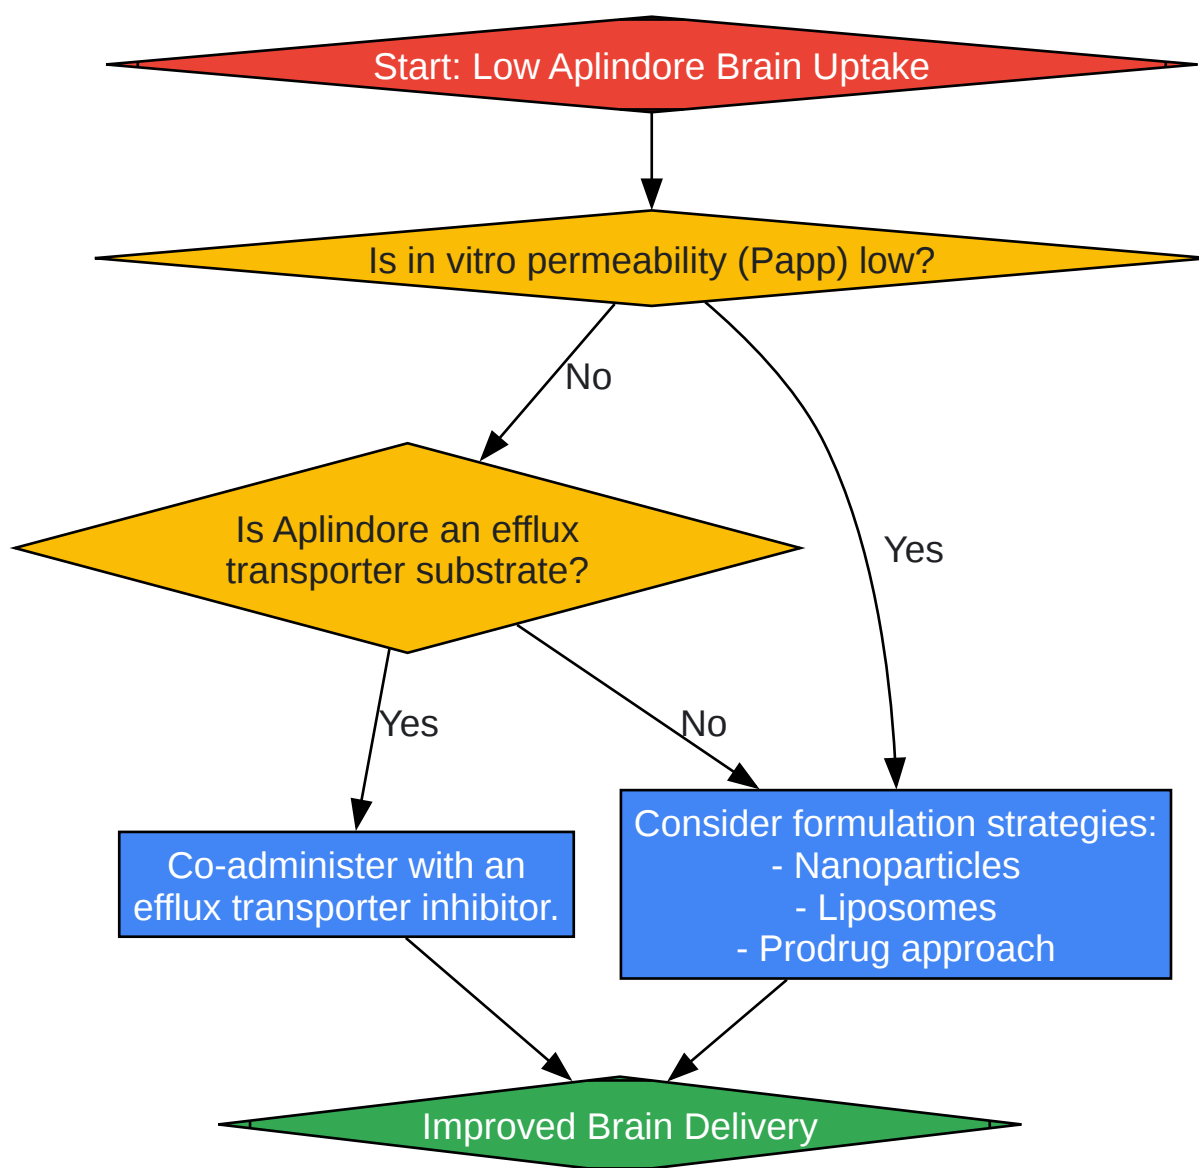 Start: Low Aplindore Brain Uptake
Is in vitro permeability (Papp) low?
No
Is Aplindore an efflux
transporter substrate?
Yes
Yes
No
Co-administer with an
efflux transporter inhibitor.
Consider formulation strategies:
- Nanoparticles
- Liposomes
- Prodrug approach
Improved Brain Delivery